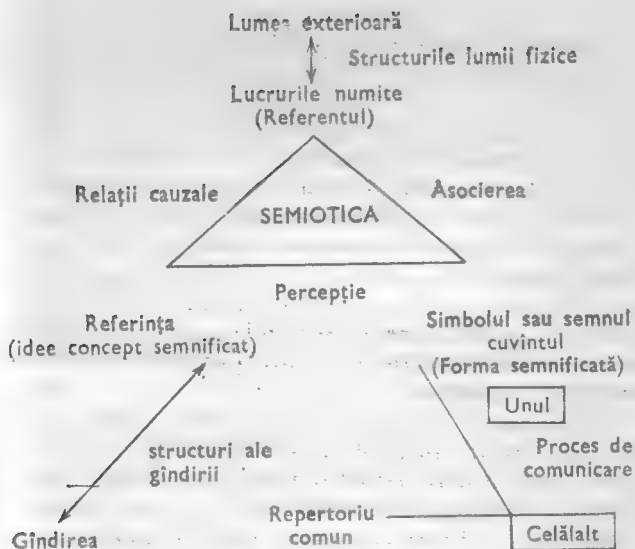 Lumea exterioară
Structurile lumii fizice
Lucrurile numite
(Referentul)
Relații cauzale
Asocierea
SEMIOTICA
Percepție
Referința
(idee concept semnificat)
Simbolul sau semnul
cuvîntul
(Forma semnificată)
Unul
structuri ale
gîndirii
Proces de
comunicare
Repertoriu
comun
Gîndirea
Celălalt